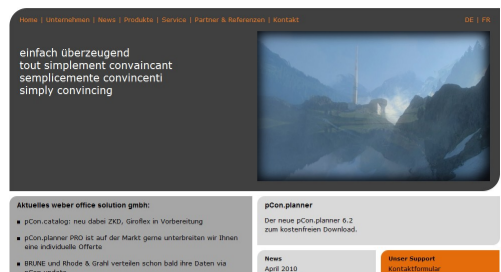 Home | Unternehmen | News | Produkte | Service | Partner & Referenzen | Kontakt
DE | FR
einfach überzeugend
tout simplement convaincant
semplicemente convincenti
simply convincing
Aktuelles weber office solution gmbh:
pCon.catalog: neu dabei ZKD, Giroflex in Vorbereitung
pCon.planner PRO ist auf der Markt gerne unterbreiten wir Ihnen
eine individuelle Offerte
BRUNE und Rhode & Grahl verteilen schon bald ihre Daten via
pCon.update
pCon.planner
Der neue pCon.planner 6.2
zum kostenfreien Download.
News
April 2010
Unser Support
Kontaktformular